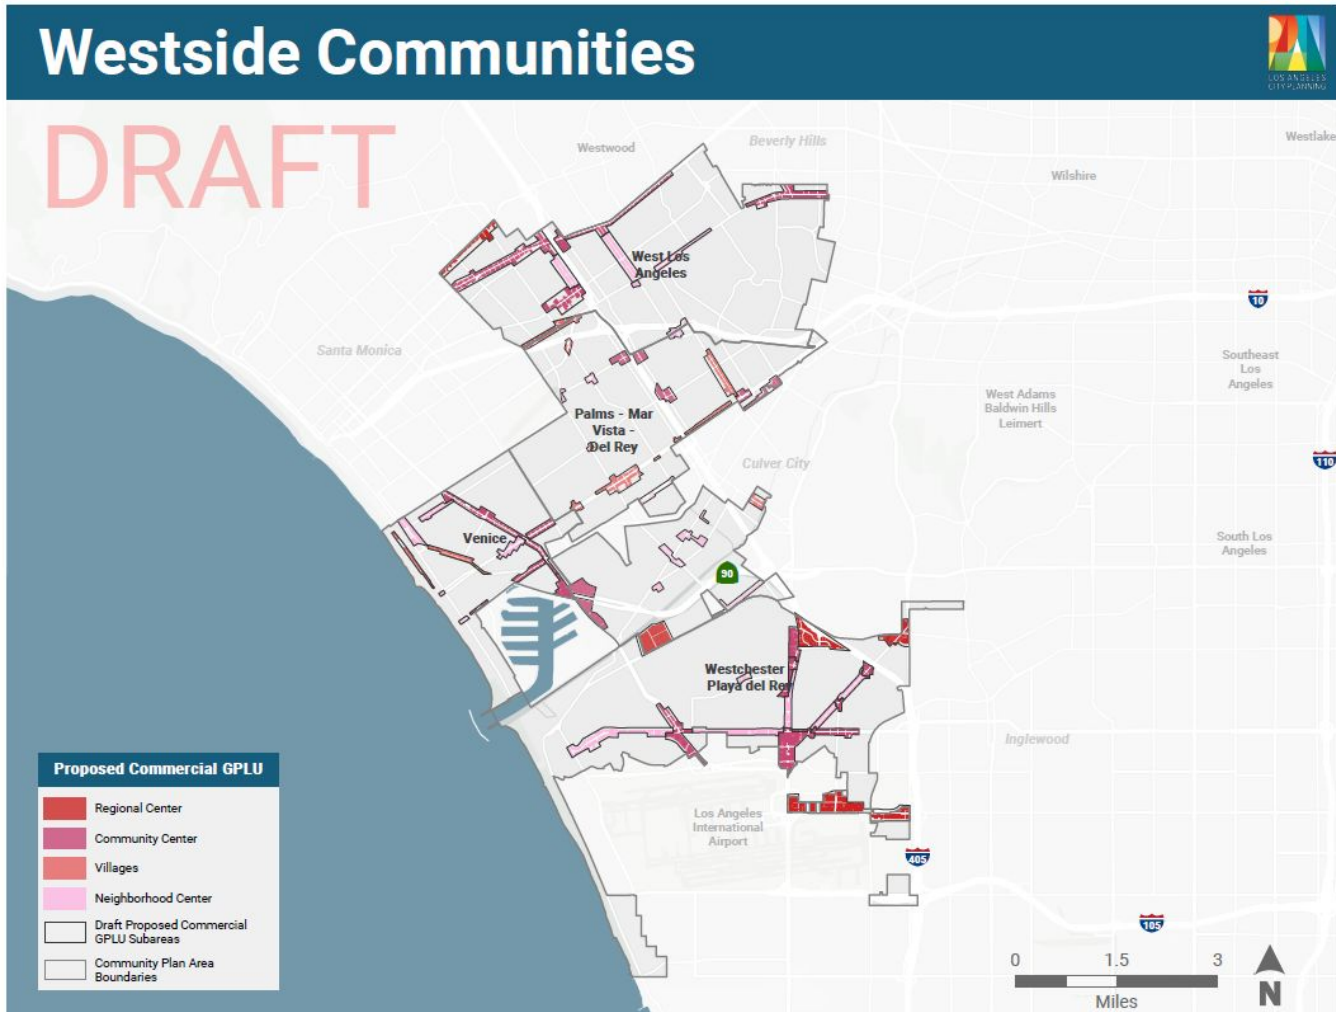 Westside Communities
LOS ANGELES
CITY PLANNING
DRAFT
Westwood
Beverly Hills
Westlake
Wilshire
West Los
Angeles
10
Santa Monica
Southeast
Los
Angeles
West Adams
Baldwin Hills
Leimert
Palms - Mar
Vista -
Del Rey
Culver City
110
Venice
South Los
Angeles
90
Westchester
Playa del Rey
Inglewood
Proposed Commercial GPLU
Regional Center
Community Center
Villages
Neighborhood Center
Draft Proposed Commercial
GPLU Subareas
Community Plan Area
Boundaries
Los Angeles
International
Airport
405
105
0 1.5 3
Miles
N